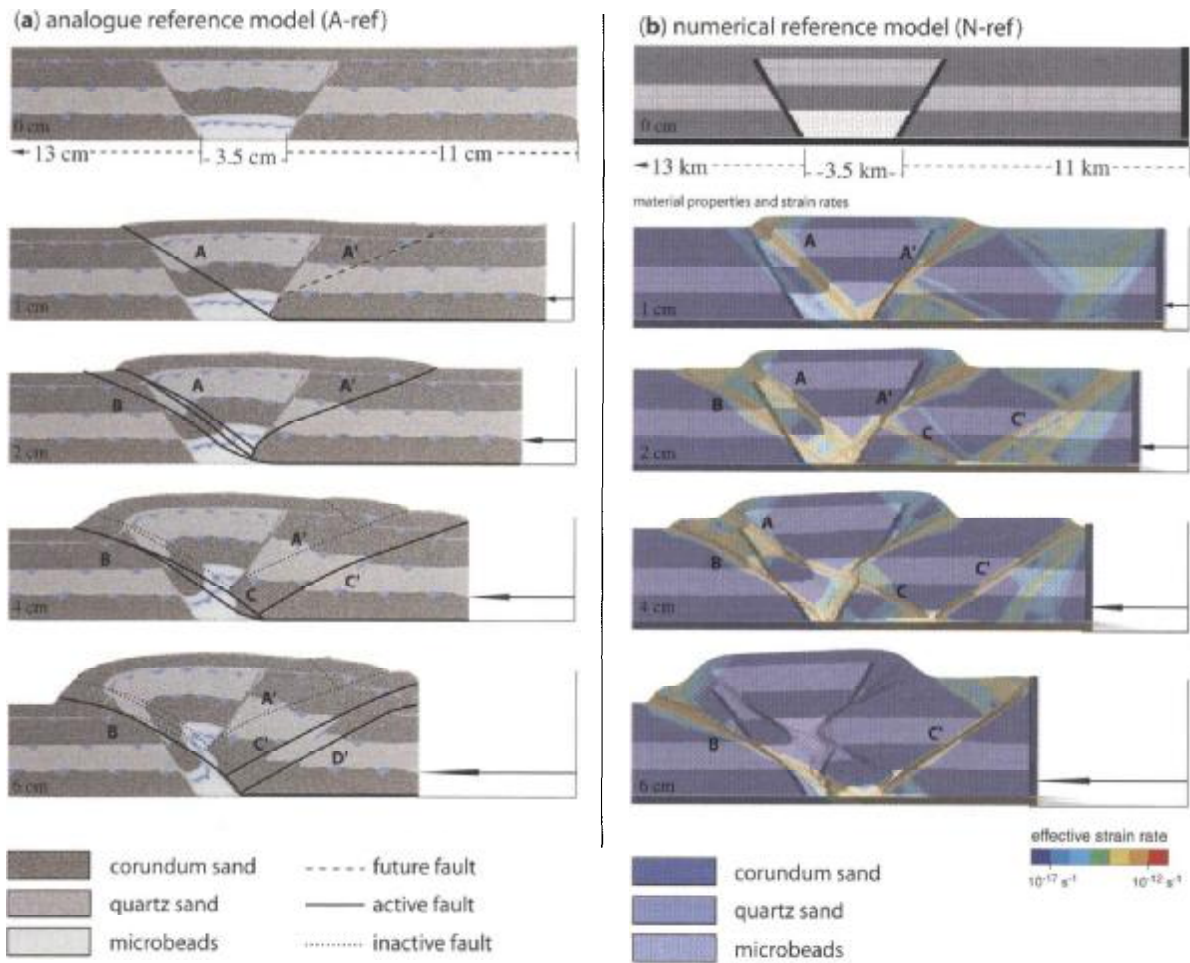 (a) analogue reference model (A-ref)
0 cm
13 cm
3.5 cm
11 cm
A
A'
1 cm
A
A'
B
2 cm
A'
B
C
C'
4 cm
A'
B
C'
D'
6 cm
corundum sand
quartz sand
microbeads
future fault
active fault
inactive fault
(b) numerical reference model (N-ref)
0 cm
13 km
3.5 km
11 km
material properties and strain rates
A
A'
1 cm
A
A'
B
C
C'
2 cm
A
B
C
C'
4 cm
B
C'
6 cm
corundum sand
quartz sand
microbeads
effective strain rate
10⁻¹⁷ s⁻¹
10⁻¹² s⁻¹